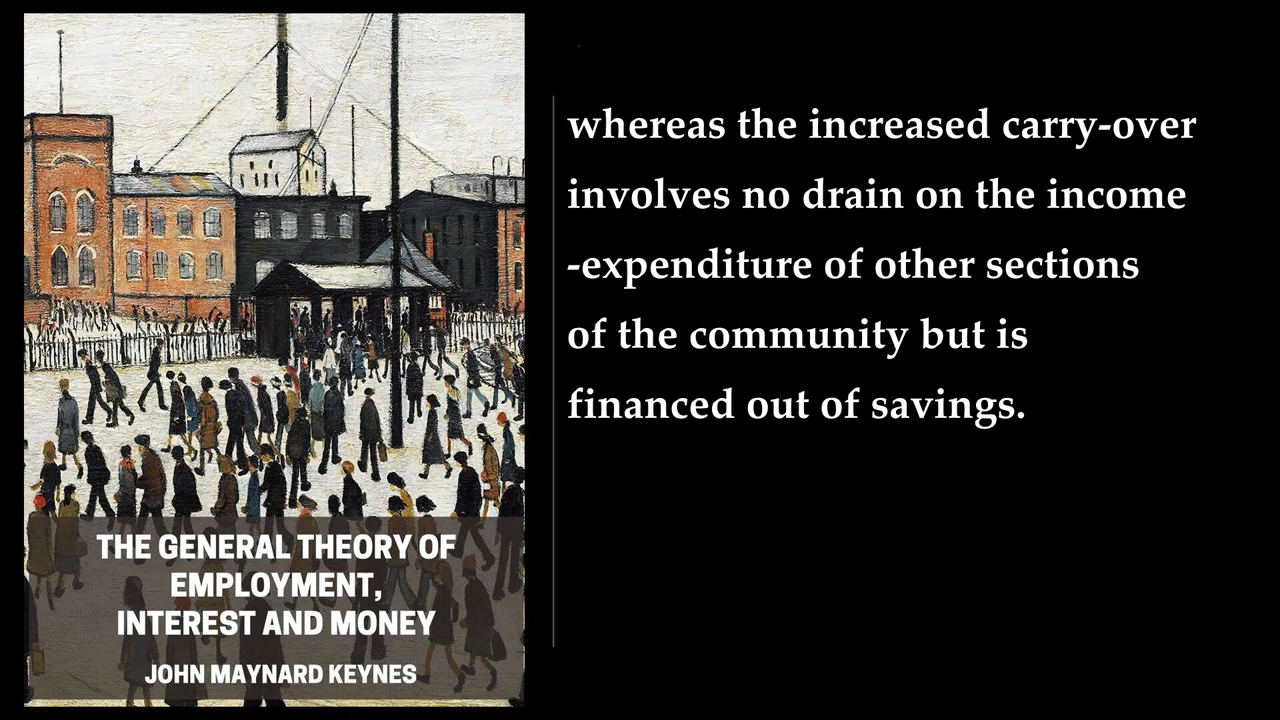 THE GENERAL THEORY OF
EMPLOYMENT,
INTEREST AND MONEY
JOHN MAYNARD KEYNES
whereas the increased carry-over
involves no drain on the income
-expenditure of other sections
of the community but is
financed out of savings.